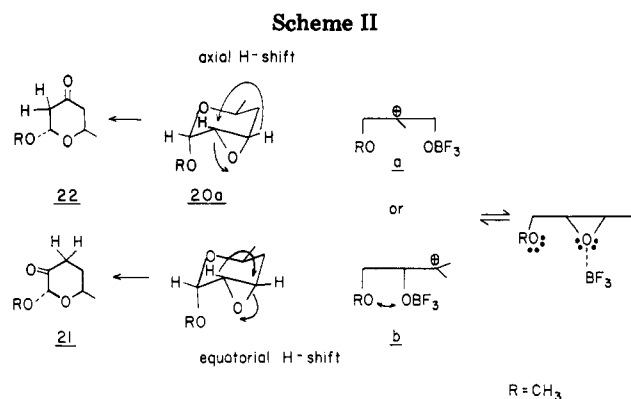 Scheme II
axial H-shift
O
H
H
RO
O
22
O
H
H
RO
O
20a
⊕
RO
OBF3
a
or
O
H
H
RO
O
21
O
H
H
RO
O
equatorial H-shift
⊕
RO
OBF3
b
RO
O
BF3
R=CH3